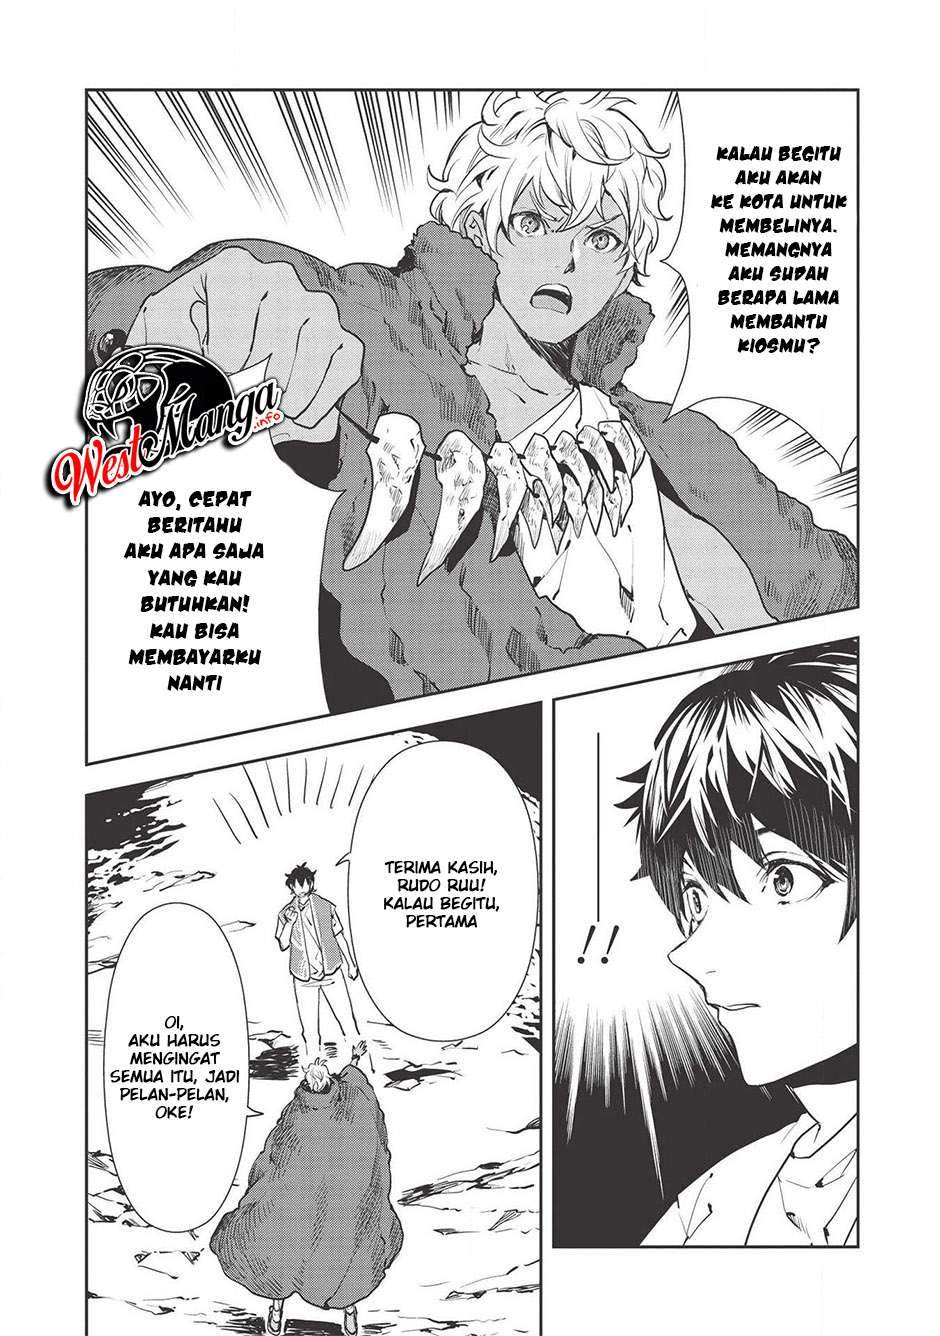 KALAU BEGITU
AKU AKAN
KE KOTA UNTUK
MEMBELINYA.
MEMANGNYA
AKU SUDAH
BERAPA LAMA
MEMBANTU
KIOSMU?
WestManga
.info
AYO, CEPAT
BERITAHU
AKU APA SAJA
YANG KAU
BUTUHKAN!
KAU BISA
MEMBAYARKU
NANTI
!!
TERIMA KASIH,
RUDO RUU!
KALAU BEGITU,
PERTAMA
OI,
AKU HARUS
MENGINGAT
SEMUA ITU, JADI
PELAN-PELAN,
OKE!